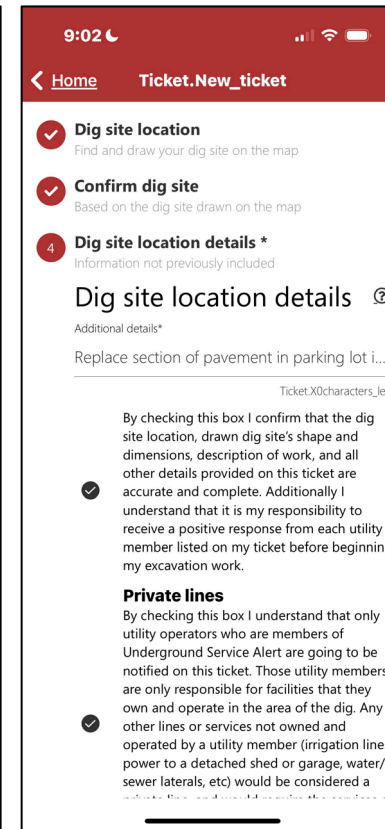 9:02
Home Ticket.New_ticket
Dig site location
Find and draw your dig site on the map
Confirm dig site
Based on the dig site drawn on the map
4 Dig site location details *
Information not previously included
Dig site location details ?
Additional details*
Replace section of pavement in parking lot i...
Ticket.X0characters_le
By checking this box I confirm that the dig
site location, drawn dig site's shape and
dimensions, description of work, and all
other details provided on this ticket are
accurate and complete. Additionally I
understand that it is my responsibility to
receive a positive response from each utility
member listed on my ticket before beginnin
my excavation work.
Private lines
By checking this box I understand that only
utility operators who are members of
Underground Service Alert are going to be
notified on this ticket. Those utility members
are only responsible for facilities that they
own and operate in the area of the dig. Any
other lines or services not owned and
operated by a utility member (irrigation line
power to a detached shed or garage, water/
sewer laterals, etc) would be considered a
private line, and would require the services